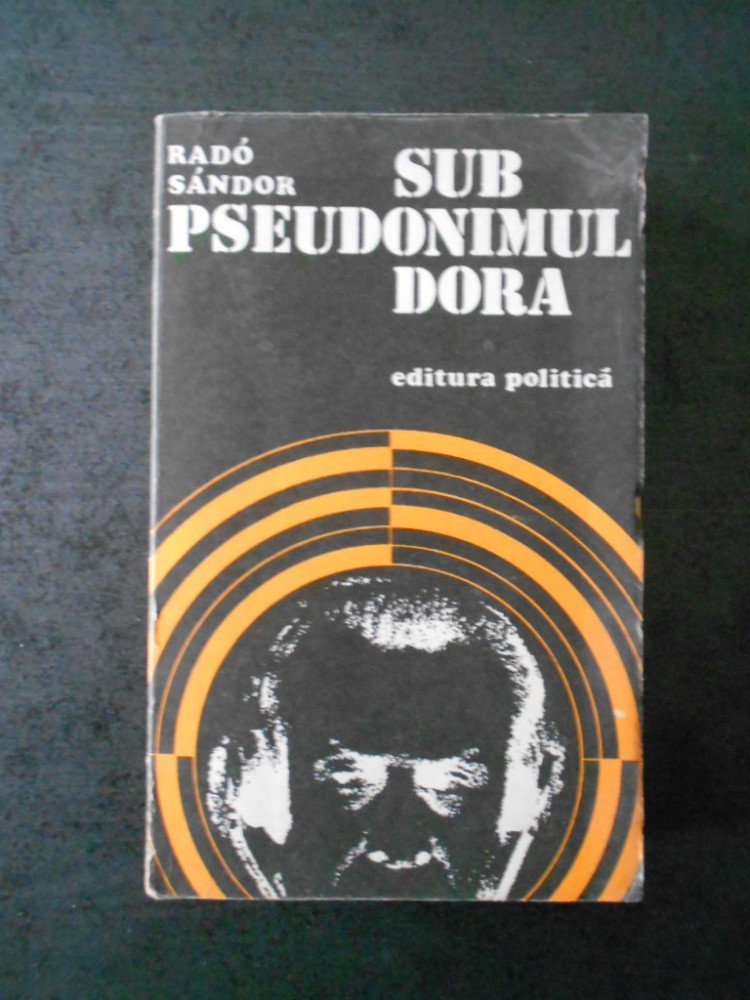 RADÓ
SÁNDOR
SUB
PSEUDONIMUL
DORA
editura politică